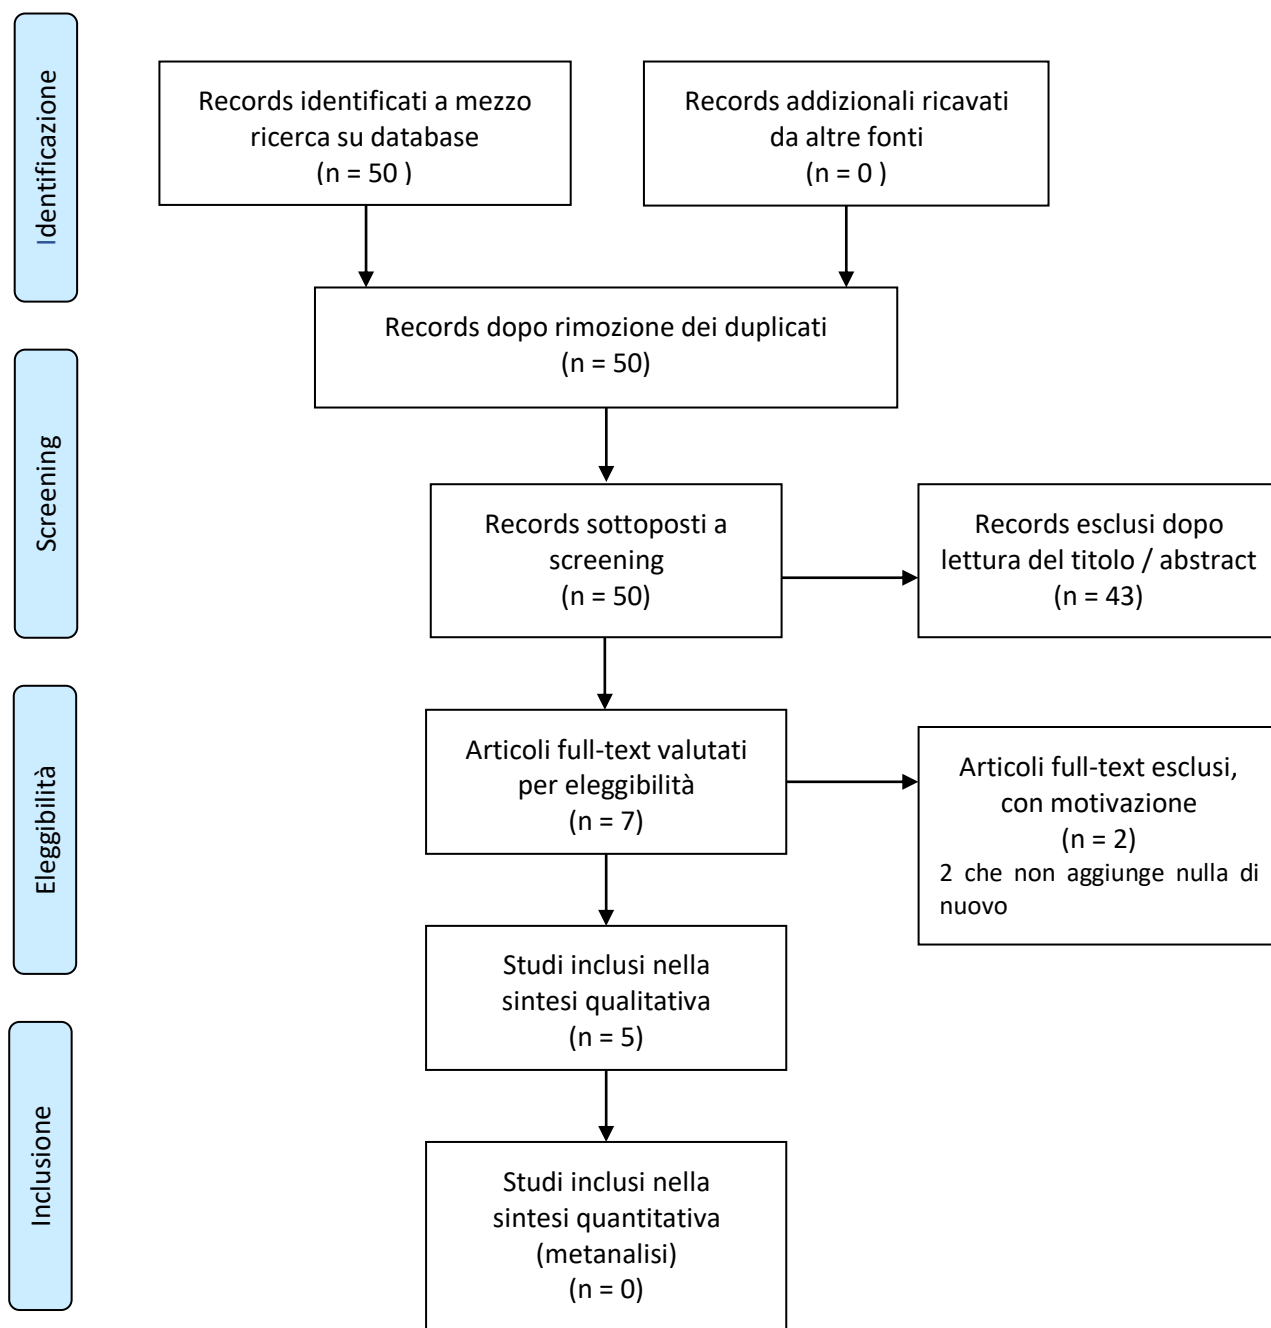 Identificazione
Records identificati a mezzo
ricerca su database
(n = 50 )
Records addizionali ricavati
da altre fonti
(n = 0 )
Records dopo rimozione dei duplicati
(n = 50)
Screening
Records sottoposti a
screening
(n = 50)
Records esclusi dopo
lettura del titolo / abstract
(n = 43)
Eleggibilità
Articoli full-text valutati
per eleggibilità
(n = 7)
Articoli full-text esclusi,
con motivazione
(n = 2)
2 che non aggiunge nulla di
nuovo
Studi inclusi nella
sintesi qualitativa
(n = 5)
Inclusione
Studi inclusi nella
sintesi quantitativa
(metanalisi)
(n = 0)